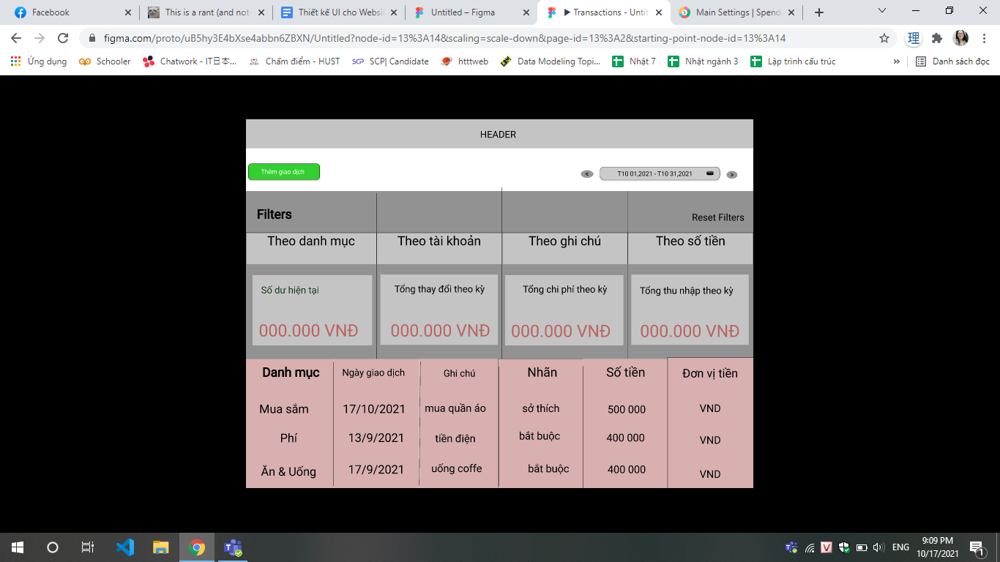 Facebook
This is a rant (and not
Thiết kế UI cho Websi
Untitled – Figma
▶ Transactions - Untit
Main Settings | Spend
figma.com/proto/uB5hy3E4bXse4abbn6ZBXN/Untitled?node-id=13%3A14&scaling=scale-down&page-id=13%3A2&starting-point-node-id=13%3A14
理
Ứng dụng
Schooler
Chatwork - IT日本...
Chấm điểm - HUST
SCP SCP| Candidate
htttweb
Data Modeling Topi...
Nhật 7
Nhật ngành 3
Lập trình cấu trúc
»
Danh sách đọc
HEADER
Thêm giao dịch
< T10 01,2021 - T10 31,2021 >
Filters
Reset Filters
Theo danh mục Theo tài khoản Theo ghi chú Theo số tiền
Số dư hiện tại Tổng thay đổi theo kỳ Tổng chi phí theo kỳ Tổng thu nhập theo kỳ
000.000 VNĐ 000.000 VNĐ 000.000 VNĐ 000.000 VNĐ
Danh mục Ngày giao dịch Ghi chú Nhãn Số tiền Đơn vị tiền
Mua sắm 17/10/2021 mua quần áo sở thích 500 000 VND
Phí 13/9/2021 tiền điện bắt buộc 400 000 VND
Ăn & Uống 17/9/2021 uống coffe bắt buộc 400 000 VND
V
ENG
9:09 PM
10/17/2021
1